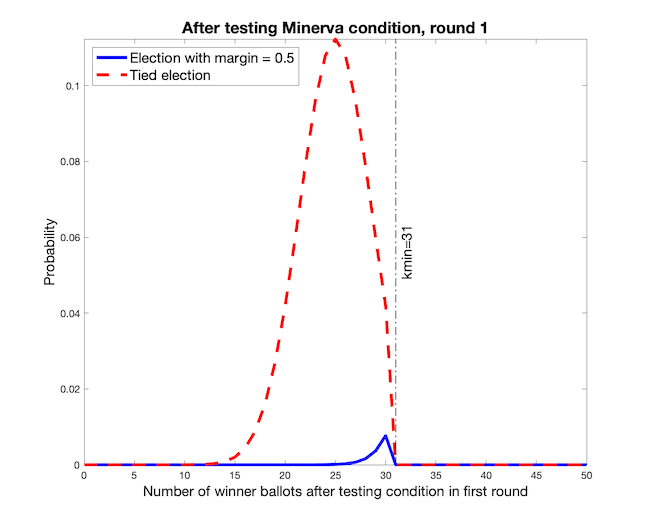 After testing Minerva condition, round 1
Election with margin = 0.5
Tied election
0.1
0.08
0.06
0.04
0.02
0
Probability
kmin=31
0 5 10 15 20 25 30 35 40 45 50
Number of winner ballots after testing condition in first round